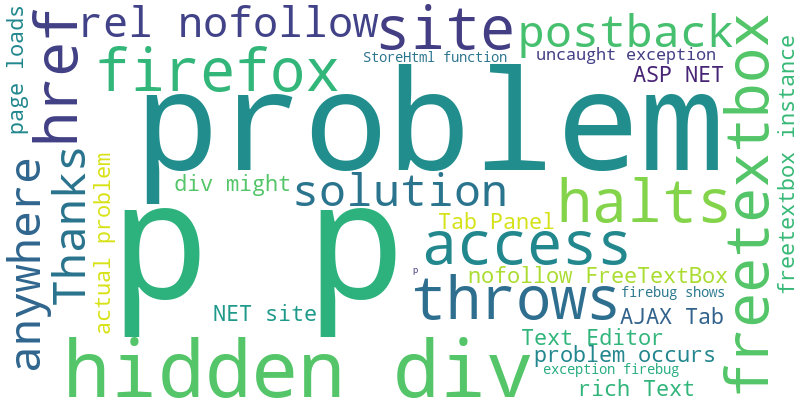 rel nofollow
site
postback
StoreHtml function
uncaught exception
page loads
href
firefox
ASP NET
problem
freetextbox
freetextbox instance
anywhere
Thanks
actual problem
div might
solution
halts
p p
Tab Panel
access
p
nofollow FreeTextBox
throws
firebug shows
NET site
AJAX Tab
Text Editor
problem occurs
hidden div
exception firebug
rich Text